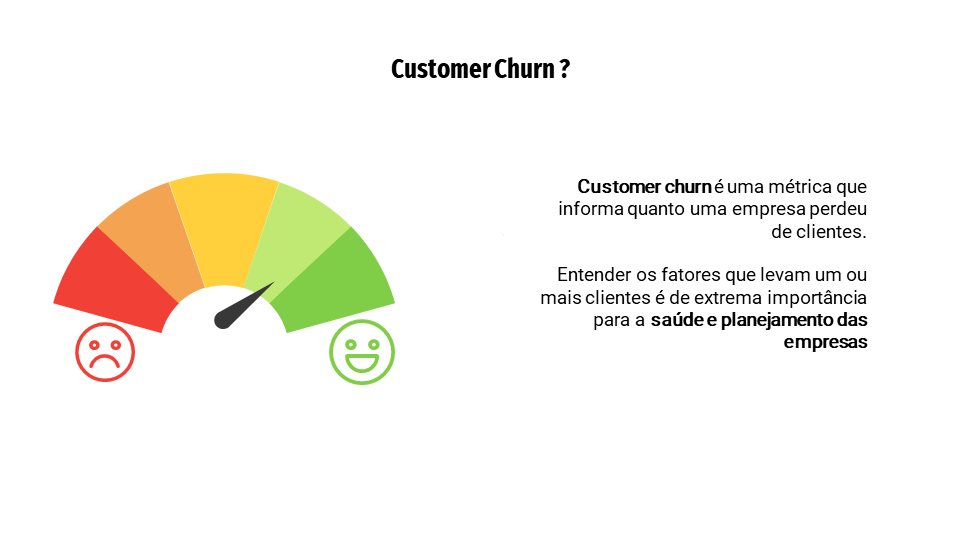 Customer Churn ?
Customer churn é uma métrica que
informa quanto uma empresa perdeu
de clientes.
Entender os fatores que levam um ou
mais clientes é de extrema importância
para a saúde e planejamento das
empresas